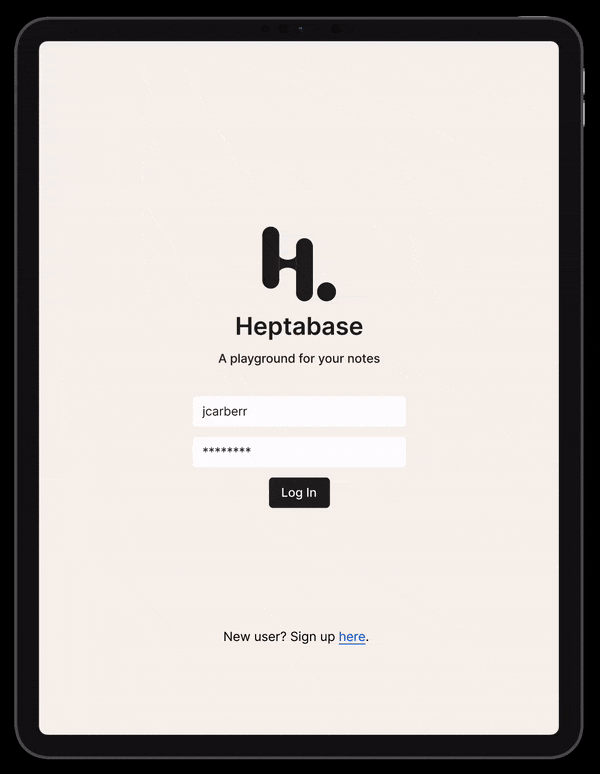 H.
Heptabase
A playground for your notes
jcarberr
********
Log In
New user? Sign up here.